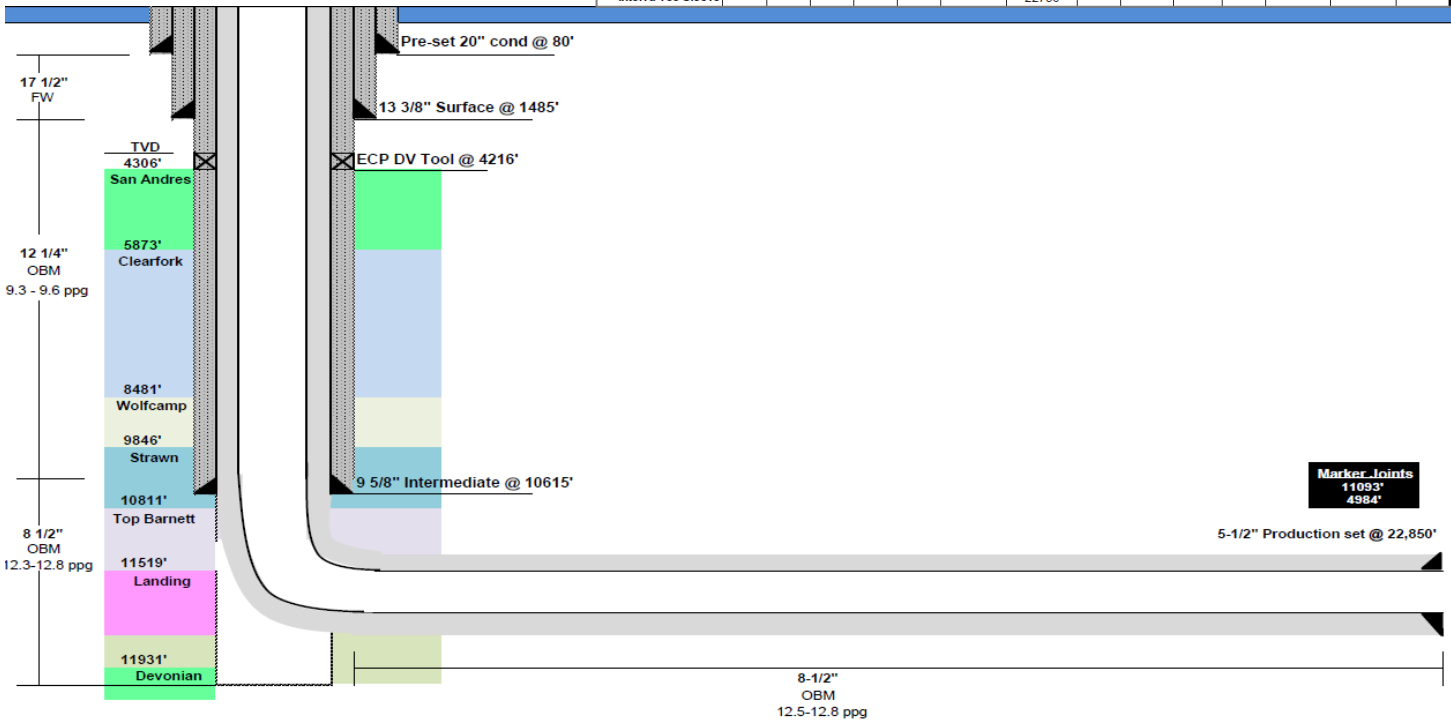 Pre-set 20" cond @ 80'
17 1/2"
FW
13 3/8" Surface @ 1485'
TVD
4306'
ECP DV Tool @ 4216'
San Andres
5873'
Clearfork
12 1/4"
OBM
9.3 - 9.6 ppg
8481'
Wolfcamp
9846'
Strawn
9 5/8" Intermediate @ 10615'
Marker Joints
11093'
4984'
10811'
Top Barnett
8 1/2"
OBM
12.3-12.8 ppg
5-1/2" Production set @ 22,850'
11519'
Landing
11931'
Devonian
8-1/2"
OBM
12.5-12.8 ppg